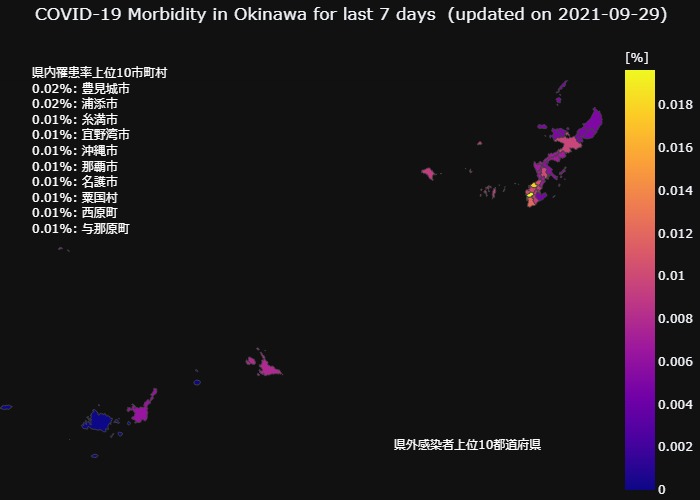 COVID-19 Morbidity in Okinawa for last 7 days (updated on 2021-09-29)
[%]
県内罹患率上位10市町村
0.02%: 豊見城市
0.02%: 浦添市
0.01%: 糸満市
0.01%: 宜野湾市
0.01%: 沖縄市
0.01%: 那覇市
0.01%: 名護市
0.01%: 粟国村
0.01%: 西原町
0.01%: 与那原町
0.018
0.016
0.014
0.012
0.01
0.008
0.006
0.004
0.002
0
県外感染者上位10都道府県